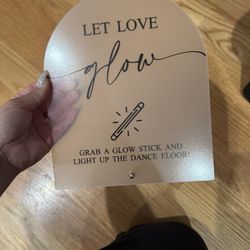 LET LOVE
glow
GRAB A GLOW STICK AND
LIGHT UP THE DANCE FLOOR!